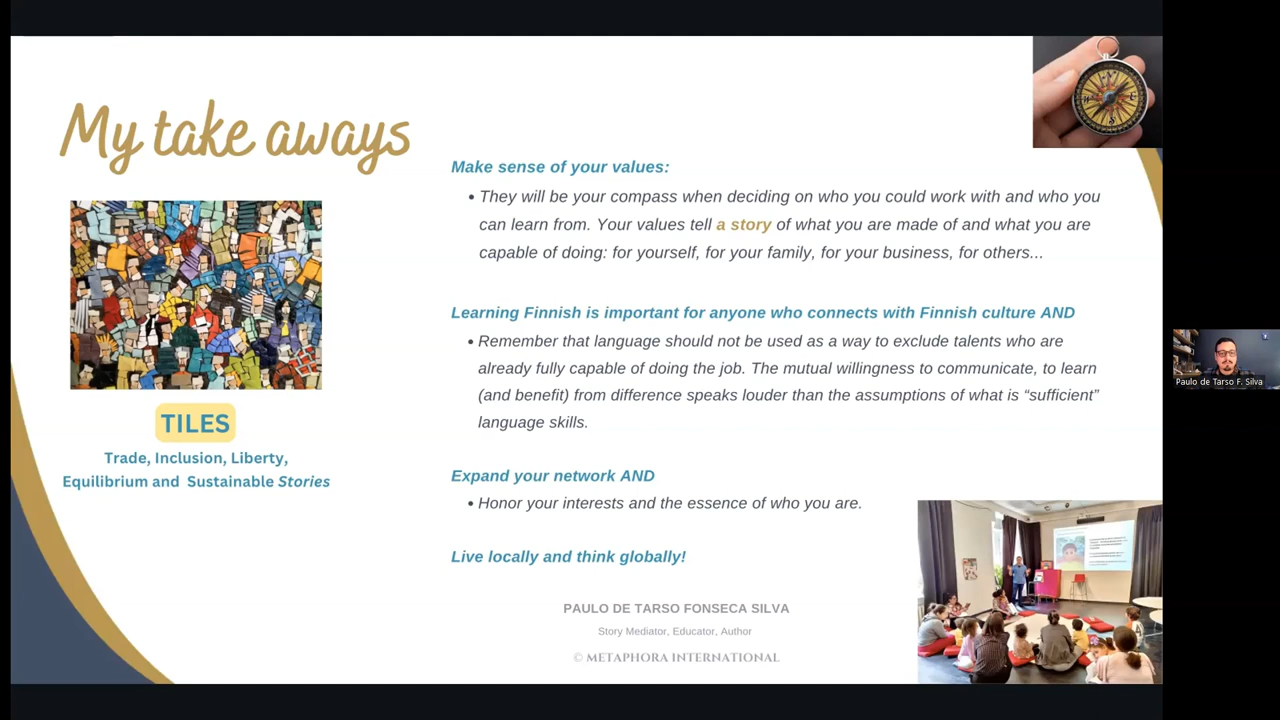 My take aways
Make sense of your values:
• They will be your compass when deciding on who you could work with and who you
can learn from. Your values tell a story of what you are made of and what you are
capable of doing: for yourself, for your family, for your business, for others...
Learning Finnish is important for anyone who connects with Finnish culture AND
• Remember that language should not be used as a way to exclude talents who are
already fully capable of doing the job. The mutual willingness to communicate, to learn
(and benefit) from difference speaks louder than the assumptions of what is “sufficient”
language skills.
Expand your network AND
• Honor your interests and the essence of who you are.
Live locally and think globally!
TILES
Trade, Inclusion, Liberty,
Equilibrium and Sustainable Stories
PAULO DE TARSO FONSECA SILVA
Story Mediator, Educator, Author
© METAPHORA INTERNATIONAL
Paulo de Tarso F. Silva